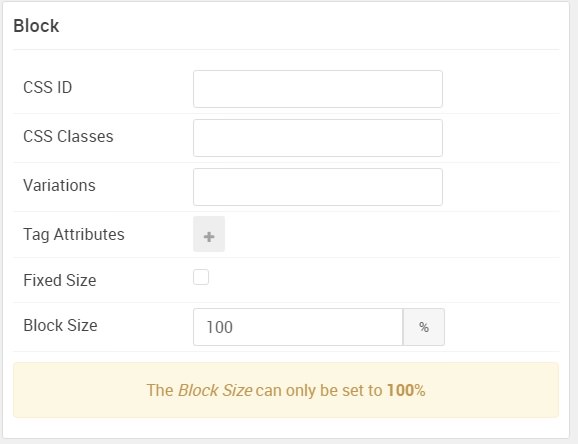 Block
CSS ID
CSS Classes
Variations
Tag Attributes
+
Fixed Size
Block Size 100 %
The Block Size can only be set to 100%